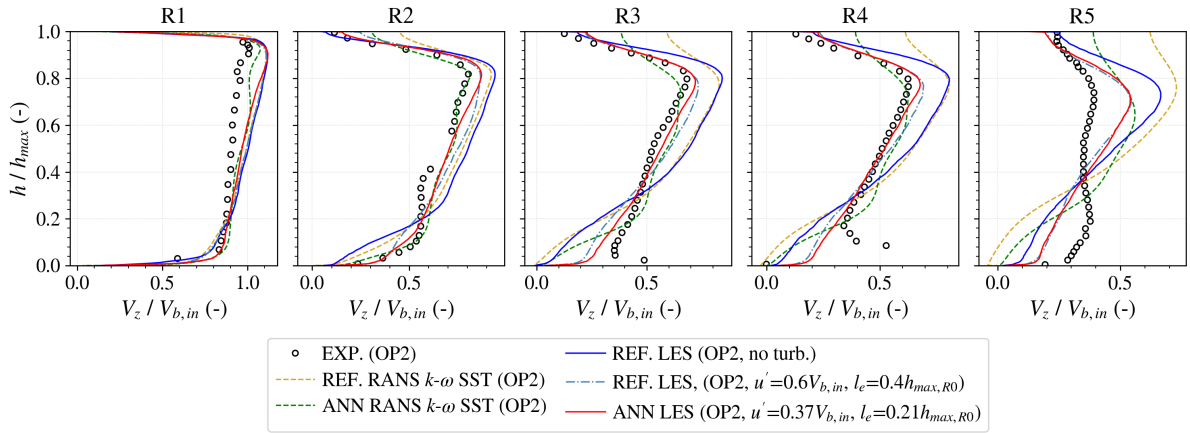 R1 R2 R3 R4 R5
1.0
0.8
0.6
0.4
0.2
0.0
h / h_max (-)
0.0 0.5 1.0 0.0 0.5 0.0 0.5 0.0 0.5 0.0 0.5
V_z / V_b,in (-) V_z / V_b,in (-) V_z / V_b,in (-) V_z / V_b,in (-) V_z / V_b,in (-)
EXP. (OP2)
REF. RANS k-ω SST (OP2)
ANN RANS k-ω SST (OP2)
REF. LES (OP2, no turb.)
REF. LES, (OP2, u′=0.6V_b,in, l_e=0.4h_max,R0)
ANN LES (OP2, u′=0.37V_b,in, l_e=0.21h_max,R0)